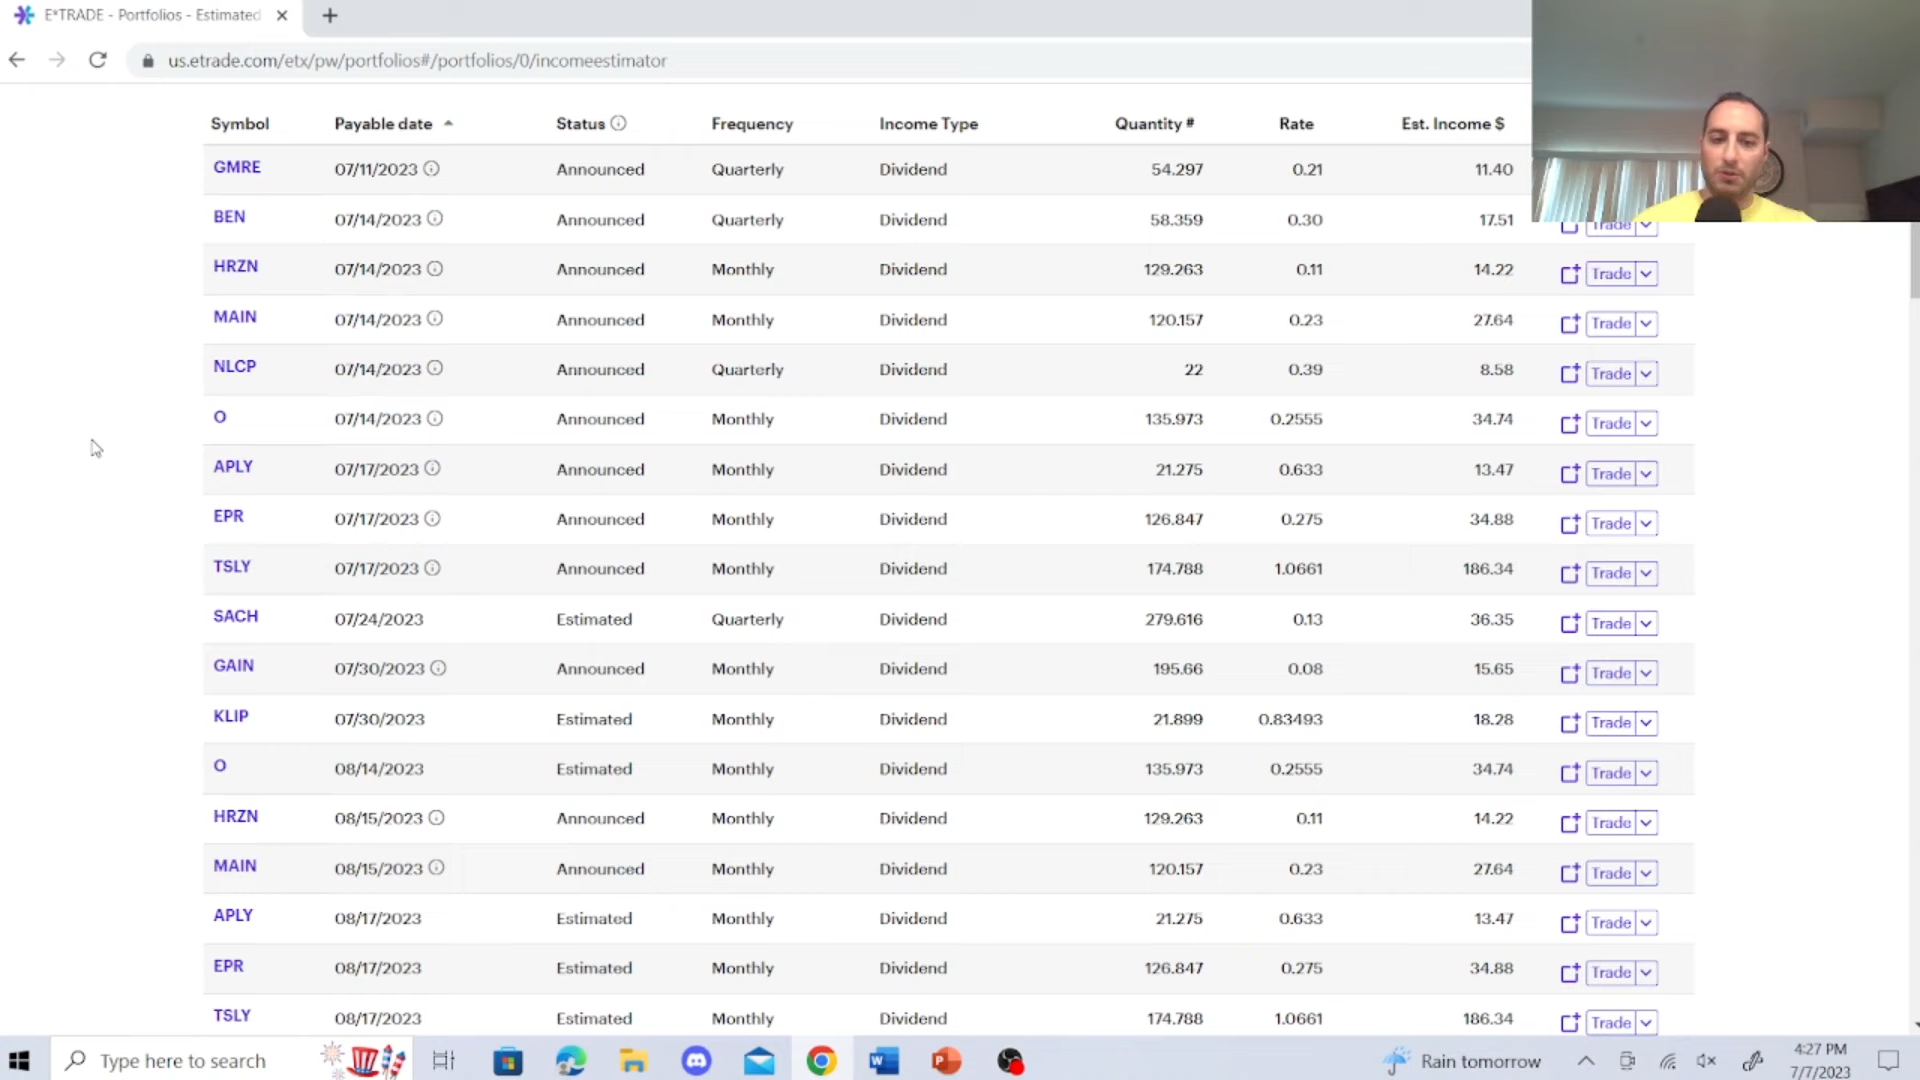 E*TRADE - Portfolios - Estimated
us.etrade.com/etx/pw/portfolios#/portfolios/0/incomeestimator
Symbol Payable date Status Frequency Income Type Quantity # Rate Est. Income $
GMRE 07/11/2023 Announced Quarterly Dividend 54.297 0.21 11.40
BEN 07/14/2023 Announced Quarterly Dividend 58.359 0.30 17.51 Trade
HRZN 07/14/2023 Announced Monthly Dividend 129.263 0.11 14.22 Trade
MAIN 07/14/2023 Announced Monthly Dividend 120.157 0.23 27.64 Trade
NLCP 07/14/2023 Announced Quarterly Dividend 22 0.39 8.58 Trade
O 07/14/2023 Announced Monthly Dividend 135.973 0.2555 34.74 Trade
APLY 07/17/2023 Announced Monthly Dividend 21.275 0.633 13.47 Trade
EPR 07/17/2023 Announced Monthly Dividend 126.847 0.275 34.88 Trade
TSLY 07/17/2023 Announced Monthly Dividend 174.788 1.0661 186.34 Trade
SACH 07/24/2023 Estimated Quarterly Dividend 279.616 0.13 36.35 Trade
GAIN 07/30/2023 Announced Monthly Dividend 195.66 0.08 15.65 Trade
KLIP 07/30/2023 Estimated Monthly Dividend 21.899 0.83493 18.28 Trade
O 08/14/2023 Estimated Monthly Dividend 135.973 0.2555 34.74 Trade
HRZN 08/15/2023 Announced Monthly Dividend 129.263 0.11 14.22 Trade
MAIN 08/15/2023 Announced Monthly Dividend 120.157 0.23 27.64 Trade
APLY 08/17/2023 Estimated Monthly Dividend 21.275 0.633 13.47 Trade
EPR 08/17/2023 Estimated Monthly Dividend 126.847 0.275 34.88 Trade
TSLY 08/17/2023 Estimated Monthly Dividend 174.788 1.0661 186.34 Trade
Type here to search
Rain tomorrow
4:27 PM
7/7/2023